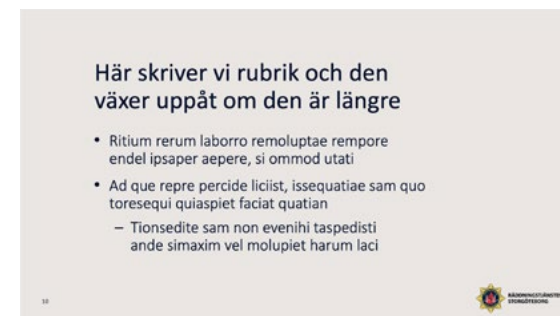 Här skriver vi rubrik och den
växer uppåt om den är längre
• Ritium rerum laborro remoluptae rempore
endel ipsaper aepere, si ommod utati
• Ad que repre percide liciist, issequatiae sam quo
toresequi quiaspiet faciat quatian
– Tionsedite sam non evenihi taspedisti
ande simaxim vel molupiet harum laci
10
RÄDDNINGSTJÄNSTEN
STORGÖTEBORG